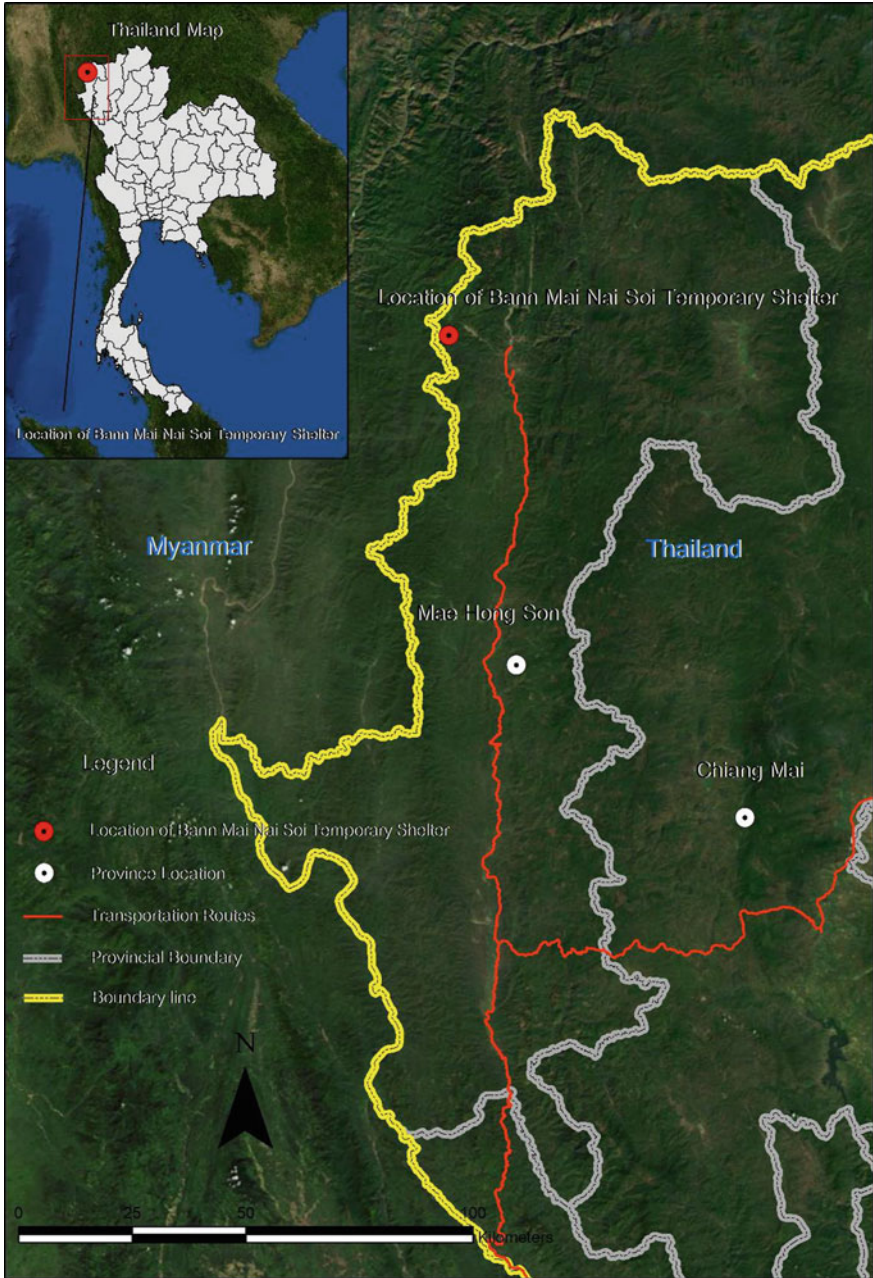 Thailand Map
Location of Bann Mai Nai Soi Temporary Shelter
Location of Bann Mai Nai Soi Temporary Shelter
Myanmar
Thailand
Mae Hong Son
Chiang Mai
Legend
Location of Bann Mai Nai Soi Temporary Shelter
Province Location
Transportation Routes
Provincial Boundary
Boundary line
N
0 25 50 100
Kilometers